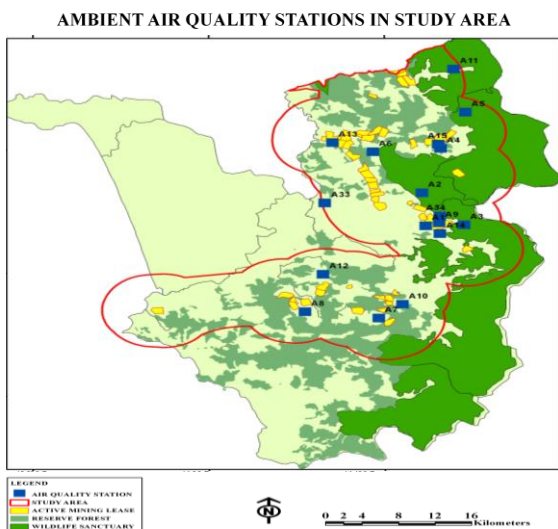 AMBIENT AIR QUALITY STATIONS IN STUDY AREA
A11
A5
A13
A15
A4
A6
A2
A33
A34
A9
A3
A1
A14
A12
A10
A8
A7
LEGEND
AIR QUALITY STATION
STUDY AREA
ACTIVE MINING LEASE
RESERVE FOREST
WILDLIFE SANCTUARY
N
0 2 4 8 12 16
Kilometers